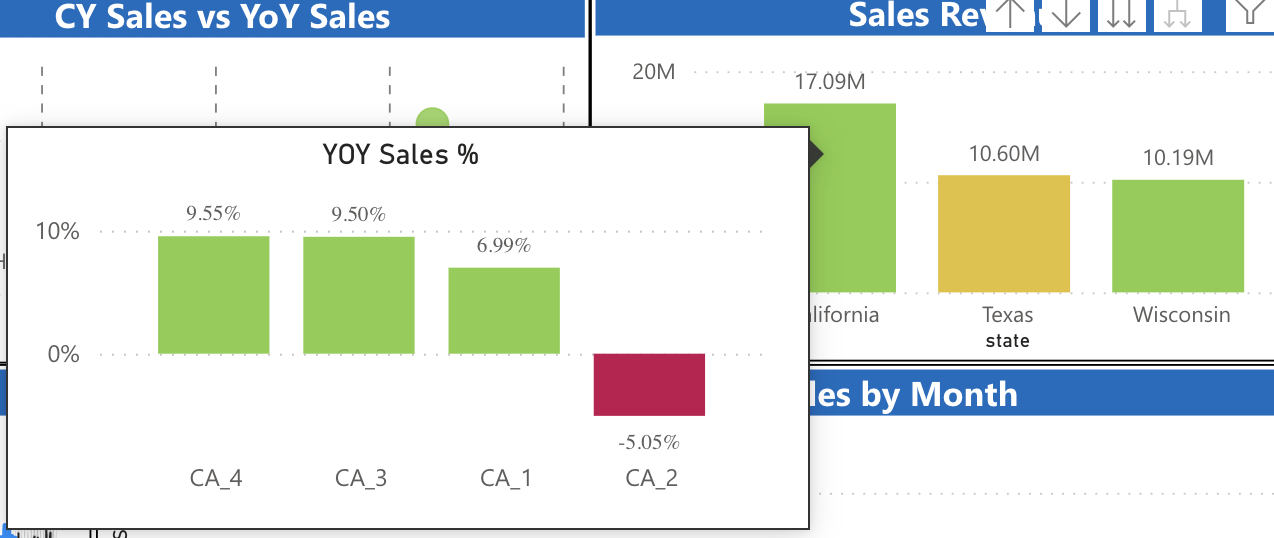 CY Sales vs YoY Sales
Sales Rev
20M
17.09M
10.60M
10.19M
lifornia
Texas
Wisconsin
state
YOY Sales %
10%
0%
9.55%
9.50%
6.99%
-5.05%
CA_4
CA_3
CA_1
CA_2
les by Month